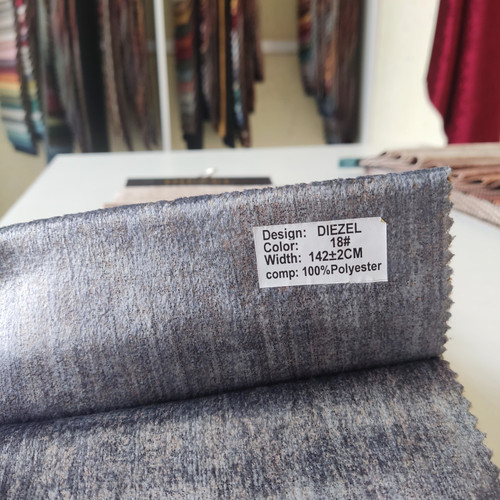 Design: DIEZEL
Color: 18#
Width: 142±2CM
comp: 100%Polyester